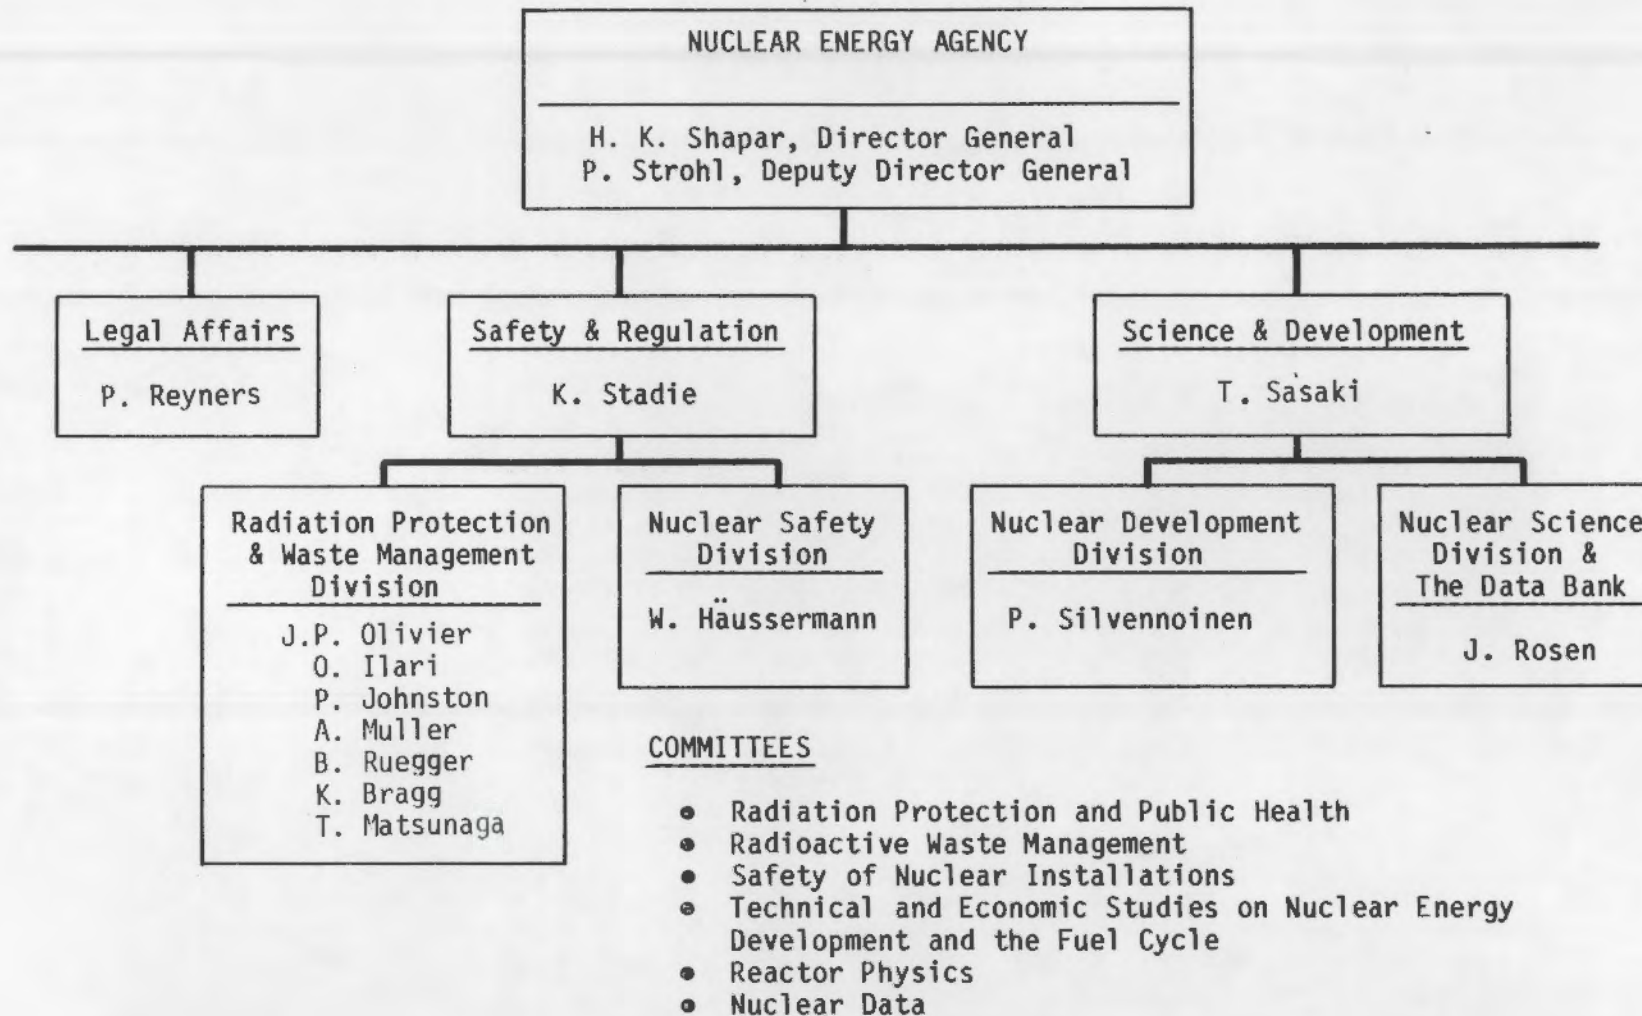 NUCLEAR ENERGY AGENCY
H. K. Shapar, Director General
P. Strohl, Deputy Director General
Legal Affairs
P. Reyners
Safety & Regulation
K. Stadie
Science & Development
T. Sasaki
Radiation Protection
& Waste Management
Division
J.P. Olivier
O. Ilari
P. Johnston
A. Muller
B. Ruegger
K. Bragg
T. Matsunaga
Nuclear Safety
Division
W. Häussermann
Nuclear Development
Division
P. Silvennoinen
Nuclear Science
Division &
The Data Bank
J. Rosen
COMMITTEES
• Radiation Protection and Public Health
• Radioactive Waste Management
• Safety of Nuclear Installations
• Technical and Economic Studies on Nuclear Energy
Development and the Fuel Cycle
• Reactor Physics
• Nuclear Data